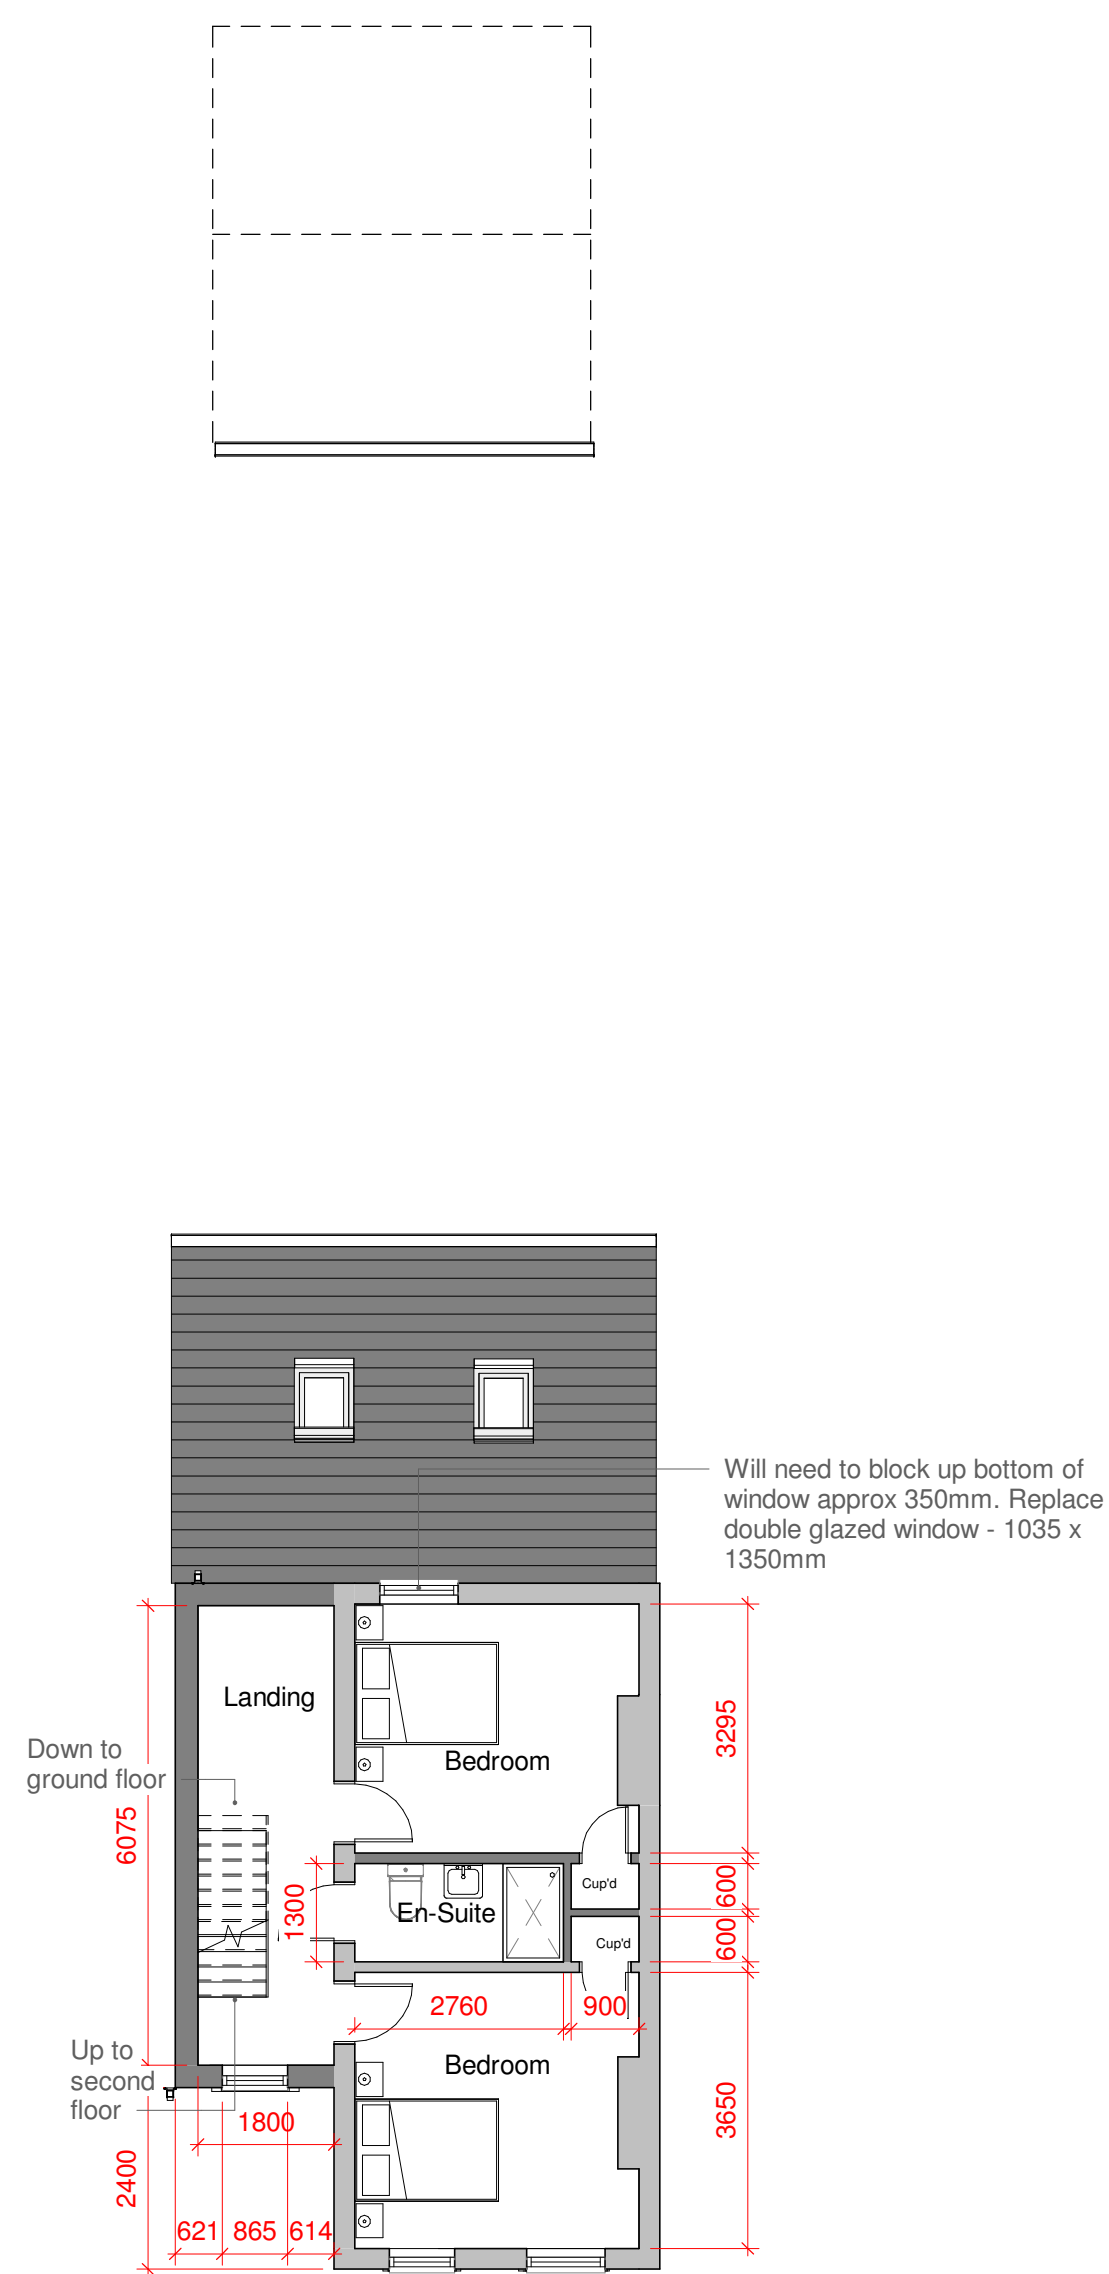 Will need to block up bottom of
window approx 350mm. Replace
double glazed window - 1035 x
1350mm
Landing
3295
Down to
ground floor
Bedroom
6075
Cup'd
600
En-Suite
1300
Cup'd
600
2760
900
Up to
second
floor
Bedroom
3650
1800
2400
621
865
614